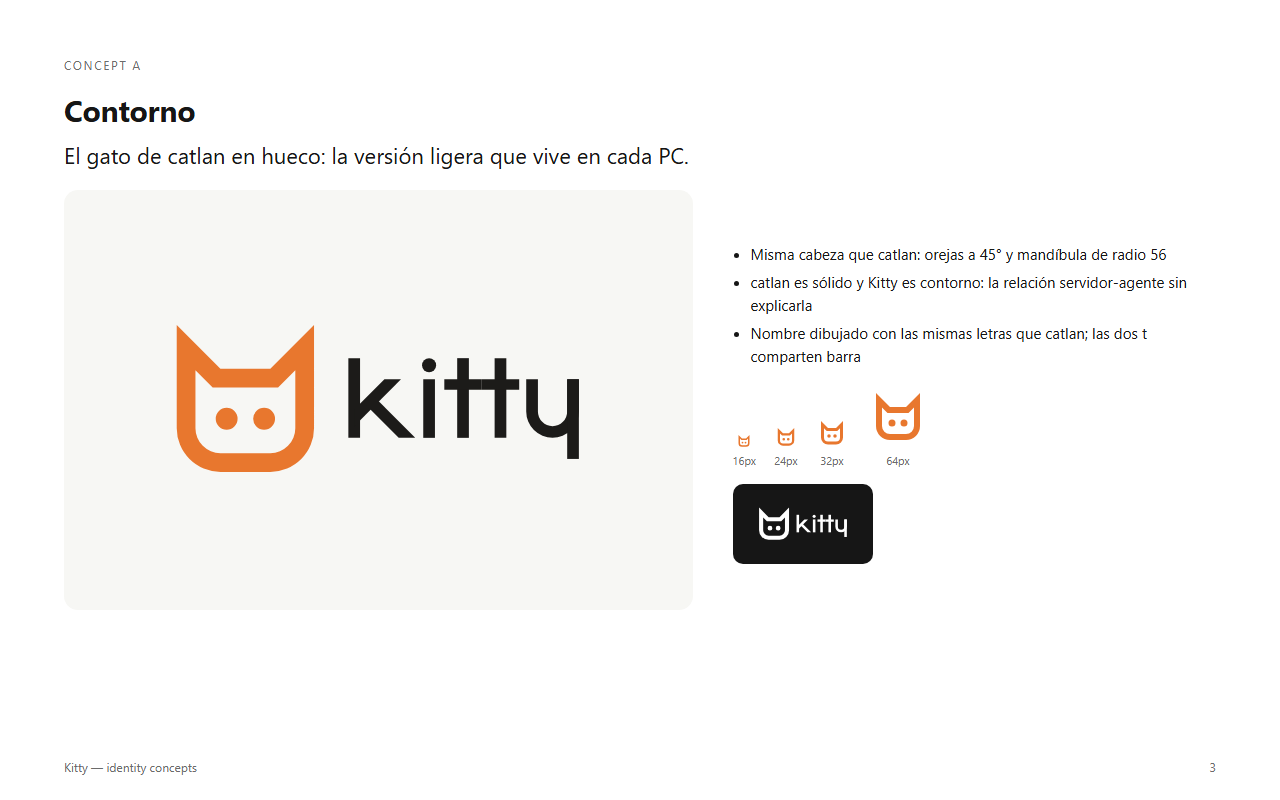 CONCEPT A
Contorno
El gato de catlan en hueco: la versión ligera que vive en cada PC.
kitty
• Misma cabeza que catlan: orejas a 45° y mandíbula de radio 56
• catlan es sólido y Kitty es contorno: la relación servidor-agente sin
explicarla
• Nombre dibujado con las mismas letras que catlan; las dos t
comparten barra
16px 24px 32px 64px
kitty
Kitty — identity concepts
3